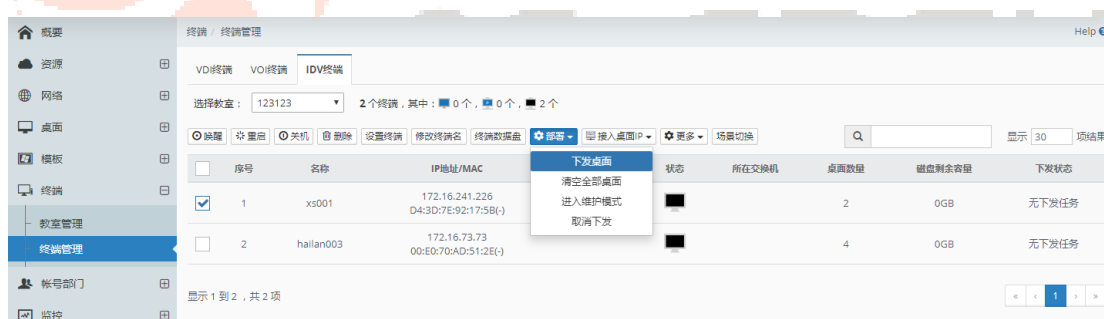 概要
终端 / 终端管理
Help
资源
VDI终端 VOI终端 IDV终端
网络
选择教室： 123123 2 个终端 , 其中 : 0 个 , 0 个 , 2 个
桌面
唤醒 重启 关机 删除 设置终端 修改终端名 终端数据盘 部署 接入桌面IP 更多 场景切换 显示 30 项结果
模板
序号 名称 IP地址/MAC 状态 所在交换机 桌面数量 磁盘剩余容量 下发状态
下发桌面
清空全部桌面
进入维护模式
取消下发
终端
1 xs001 172.16.241.226 2 0GB 无下发任务
D4:3D:7E:92:17:5B(-)
教室管理
终端管理
2 hailan003 172.16.73.73 4 0GB 无下发任务
00:E0:70:AD:51:2E(-)
帐号部门
显示 1 到 2 , 共 2 项
« ‹ 1 › »
监控